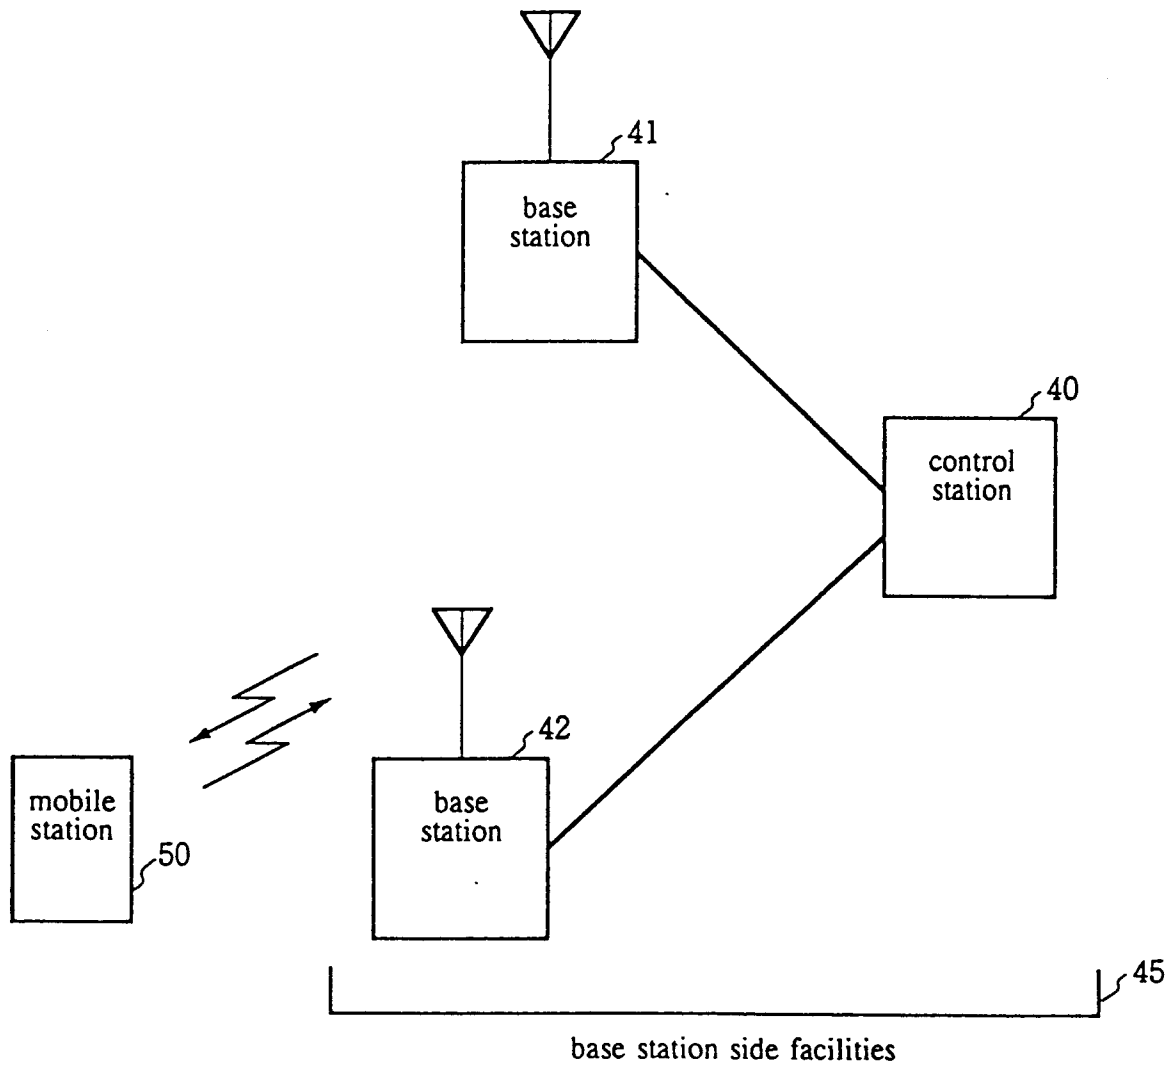 41
base
station
40
control
station
42
base
station
mobile
station
50
45
base station side facilities